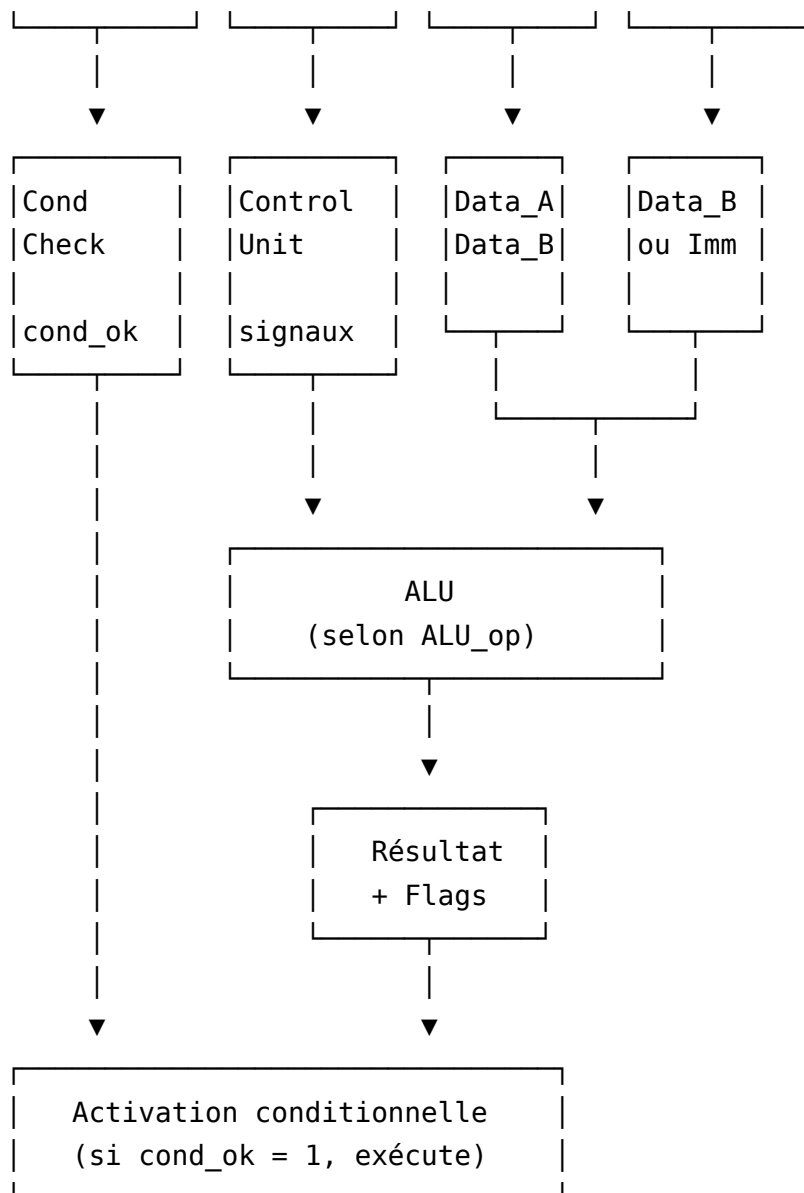 Cond Control Data_A Data_B
Check Unit Data_B ou Imm
cond_ok signaux
ALU
(selon ALU_op)
Résultat
+ Flags
Activation conditionnelle
(si cond_ok = 1, exécute)